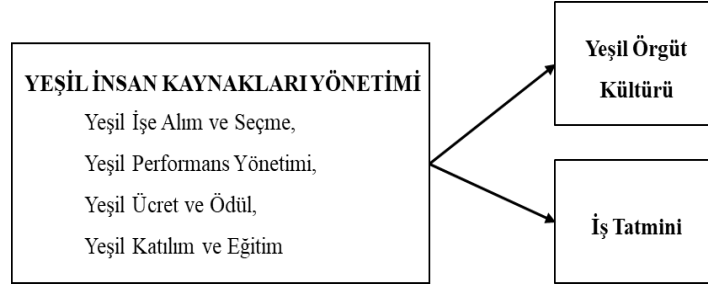 YEŞİL İNSAN KAYNAKLARI YÖNETİMİ
Yeşil İşe Alım ve Seçme,
Yeşil Performans Yönetimi,
Yeşil Ücret ve Ödül,
Yeşil Katılım ve Eğitim
Yeşil Örgüt
Kültürü
İş Tatmini